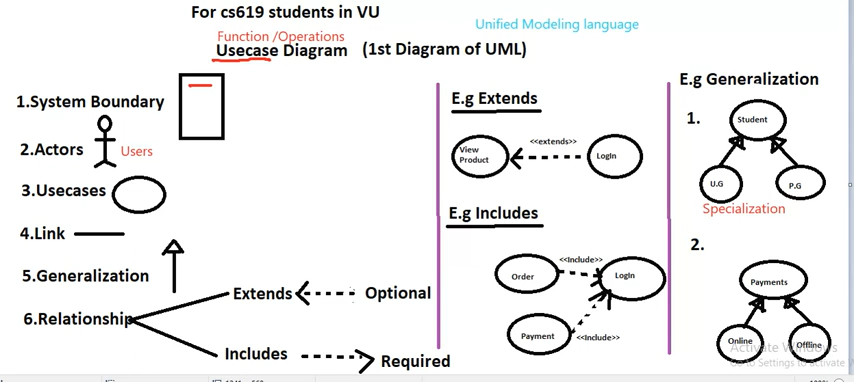 For cs619 students in VU
Unified Modeling language
Function /Operations
Usecase Diagram (1st Diagram of UML)
1.System Boundary
2.Actors
Users
3.Usecases
4.Link
5.Generalization
6.Relationship
Extends
Optional
Includes
Required
E.g Extends
View
Product
<<extends>>
LogIn
E.g Includes
Order
<<Include>>
LogIn
Payment
<<Include>>
E.g Generalization
1.
Student
U.G
P.G
Specialization
2.
Payments
Online
Offline
Activate Windows
Go to Settings to activate